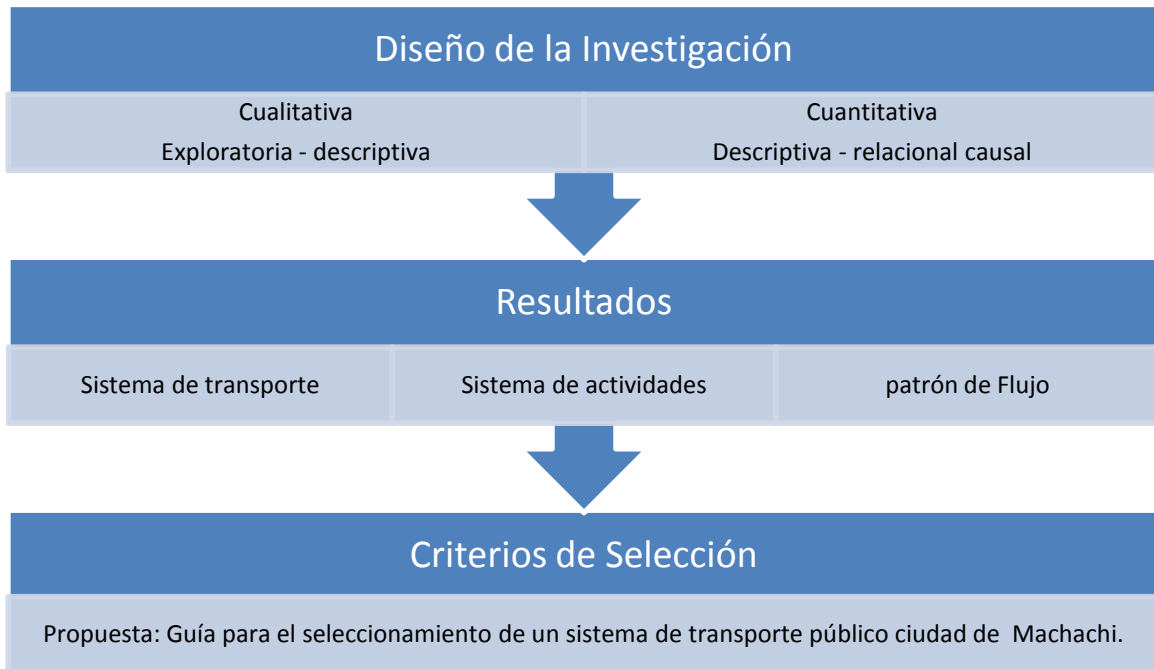 Diseño de la Investigación
Cualitativa
Exploratoria - descriptiva
Cuantitativa
Descriptiva - relacional causal
Resultados
Sistema de transporte
Sistema de actividades
patrón de Flujo
Criterios de Selección
Propuesta: Guía para el seleccionamiento de un sistema de transporte público ciudad de Machachi.